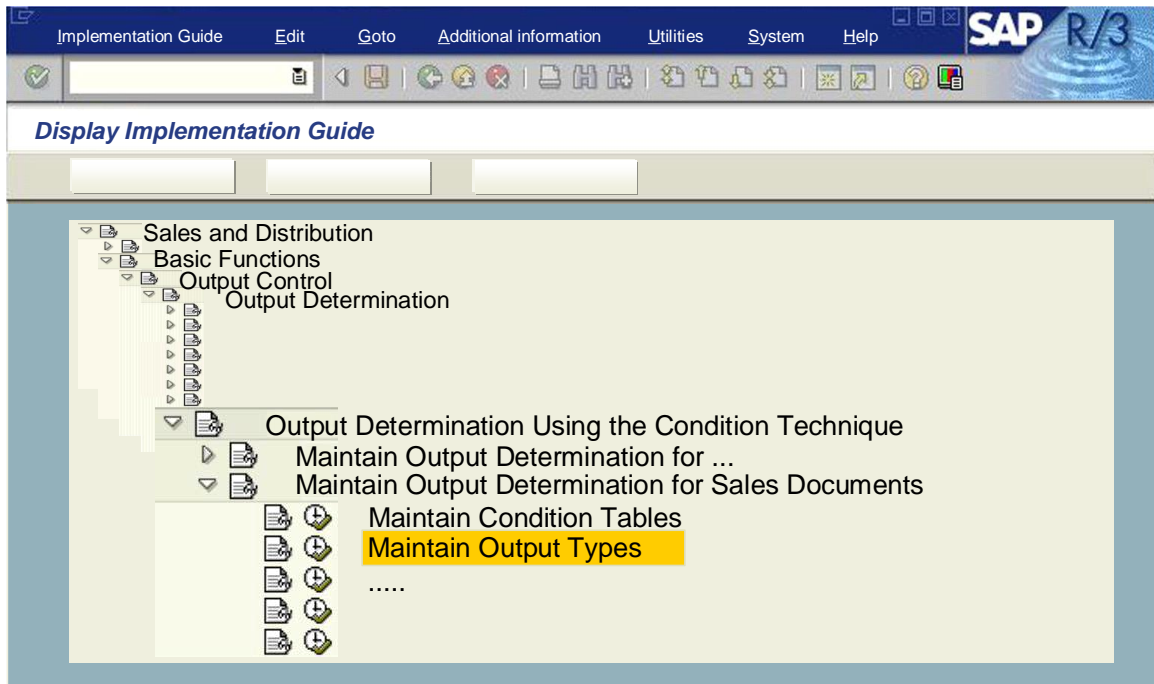 Implementation Guide Edit Goto Additional information Utilities System Help
SAP R/3
Display Implementation Guide
Sales and Distribution
Basic Functions
Output Control
Output Determination
Output Determination Using the Condition Technique
Maintain Output Determination for ...
Maintain Output Determination for Sales Documents
Maintain Condition Tables
Maintain Output Types
.....